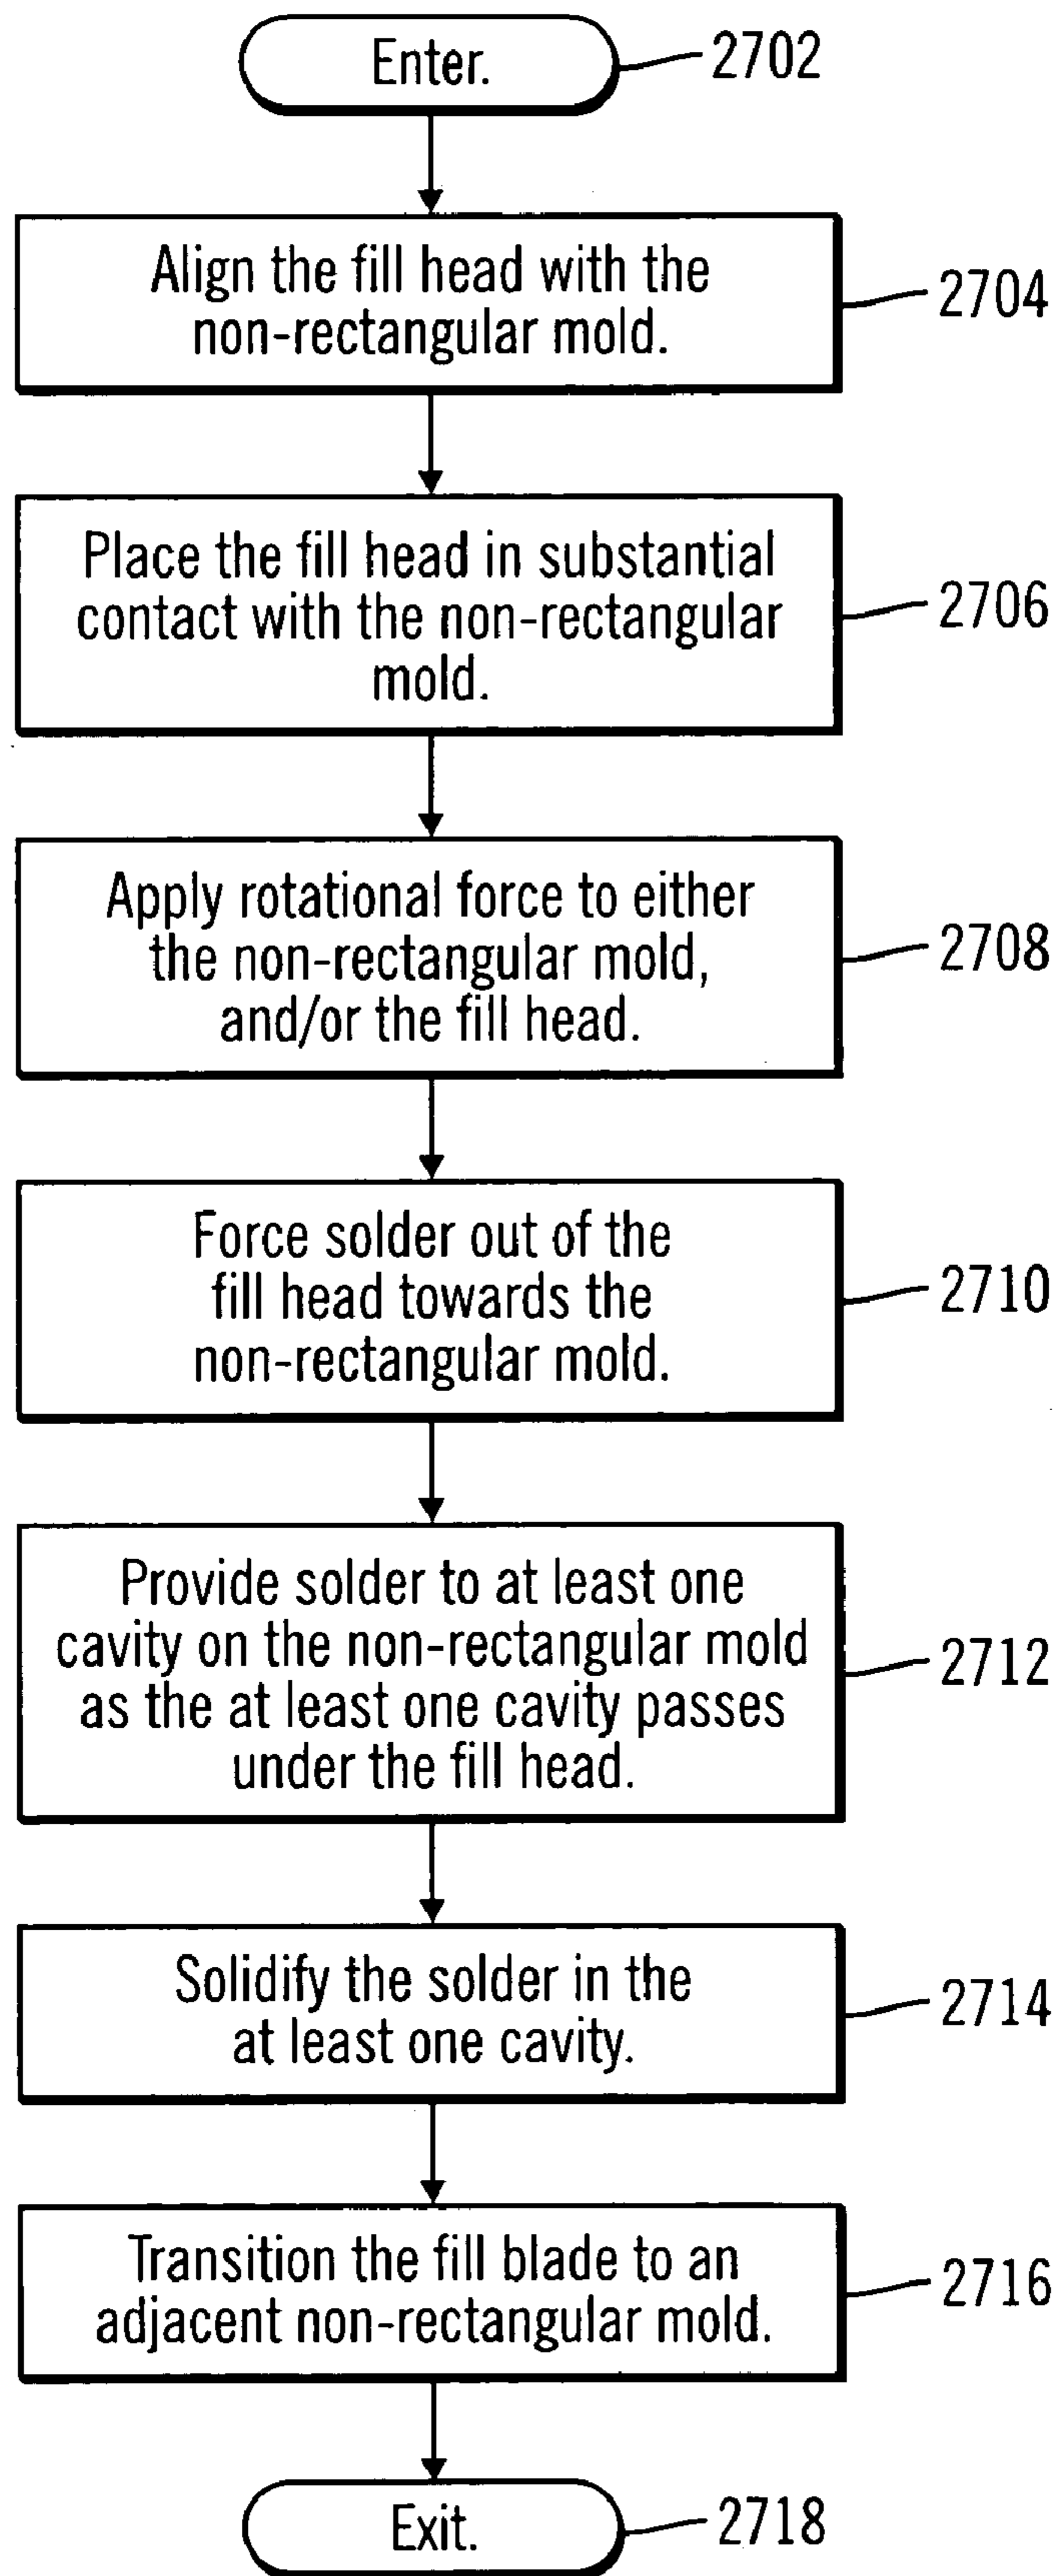 Enter.
2702
Align the fill head with the
non-rectangular mold.
2704
Place the fill head in substantial
contact with the non-rectangular
mold.
2706
Apply rotational force to either
the non-rectangular mold,
and/or the fill head.
2708
Force solder out of the
fill head towards the
non-rectangular mold.
2710
Provide solder to at least one
cavity on the non-rectangular mold
as the at least one cavity passes
under the fill head.
2712
Solidify the solder in the
at least one cavity.
2714
Transition the fill blade to an
adjacent non-rectangular mold.
2716
Exit.
2718